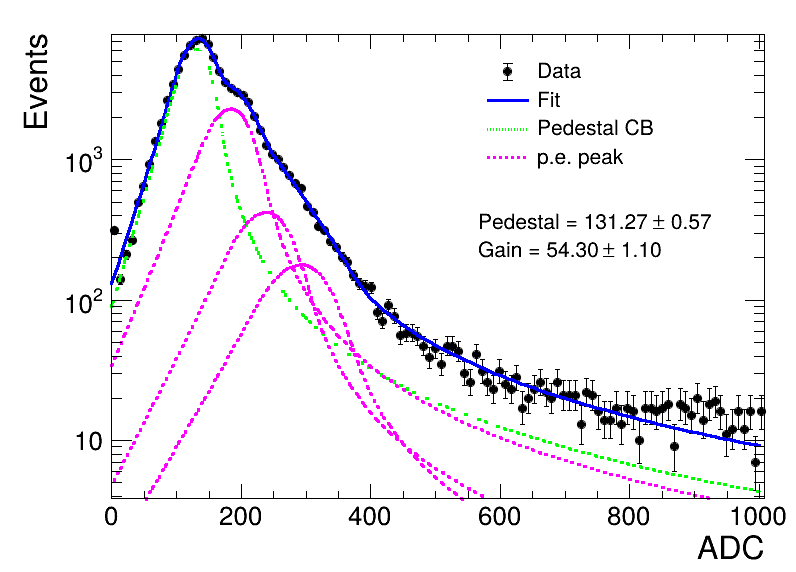 Events
10³
10²
10
Data
Fit
Pedestal CB
p.e. peak
Pedestal = 131.27 ± 0.57
Gain = 54.30 ± 1.10
0 200 400 600 800 1000
ADC